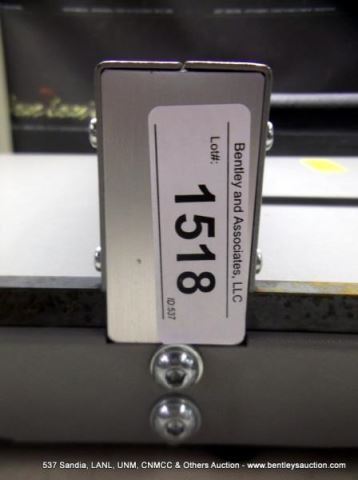 Bentley and Associates, LLC
Lot#:
1518
ID:537
537 Sandia, LANL, UNM, CNMCC & Others Auction - www.bentleysauction.com